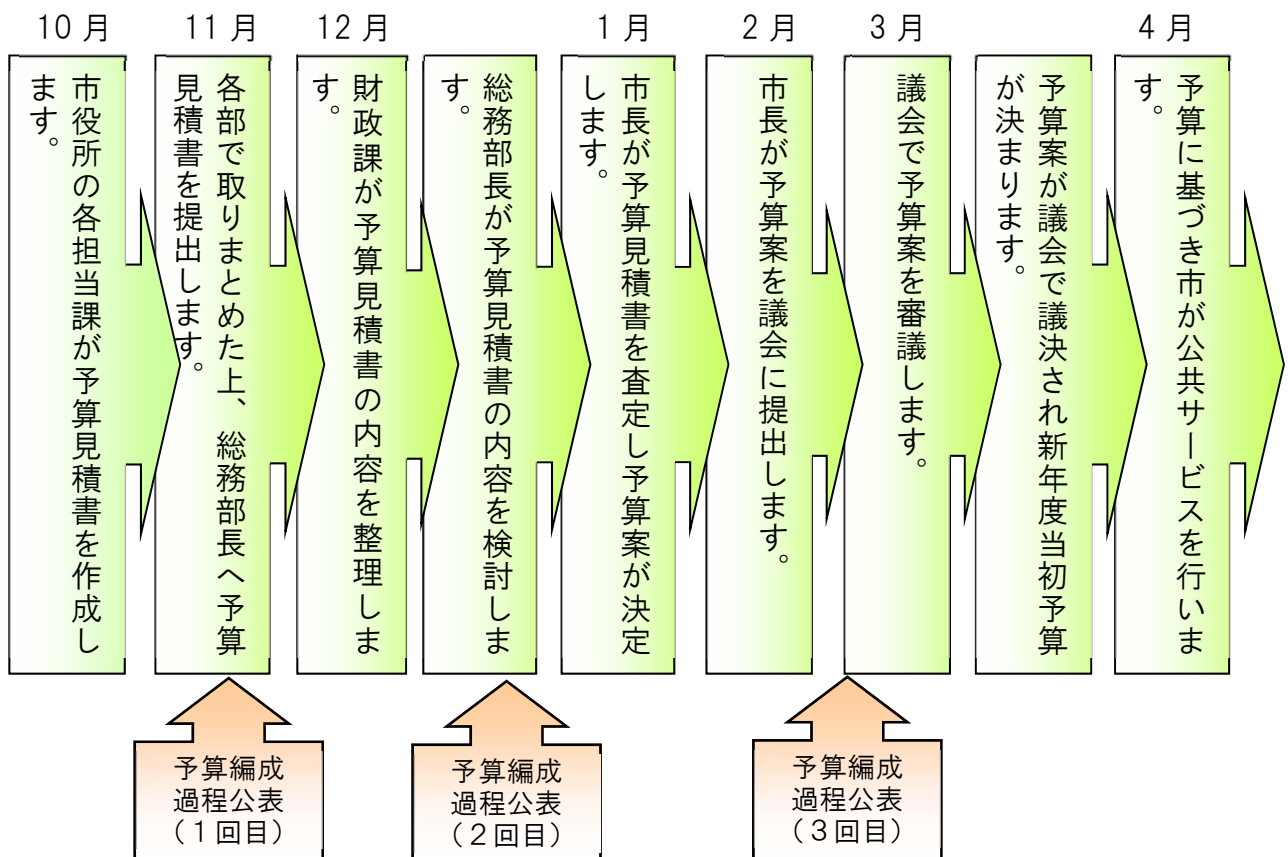 10月
11月
12月
1月
2月
3月
4月
市役所の各担当課が予算見積書を作成し
ます。
各部で取りまとめた上、総務部長へ予算
見積書を提出します。
財政課が予算見積書の内容を整理しま
す。
総務部長が予算見積書の内容を検討しま
す。
市長が予算見積書を査定し予算案が決定
します。
市長が予算案を議会に提出します。
議会で予算案を審議します。
予算案が議会で議決され新年度当初予算
が決まります。
予算に基づき市が公共サービスを行いま
す。
予算編成
過程公表
（１回目）
予算編成
過程公表
（２回目）
予算編成
過程公表
（３回目）